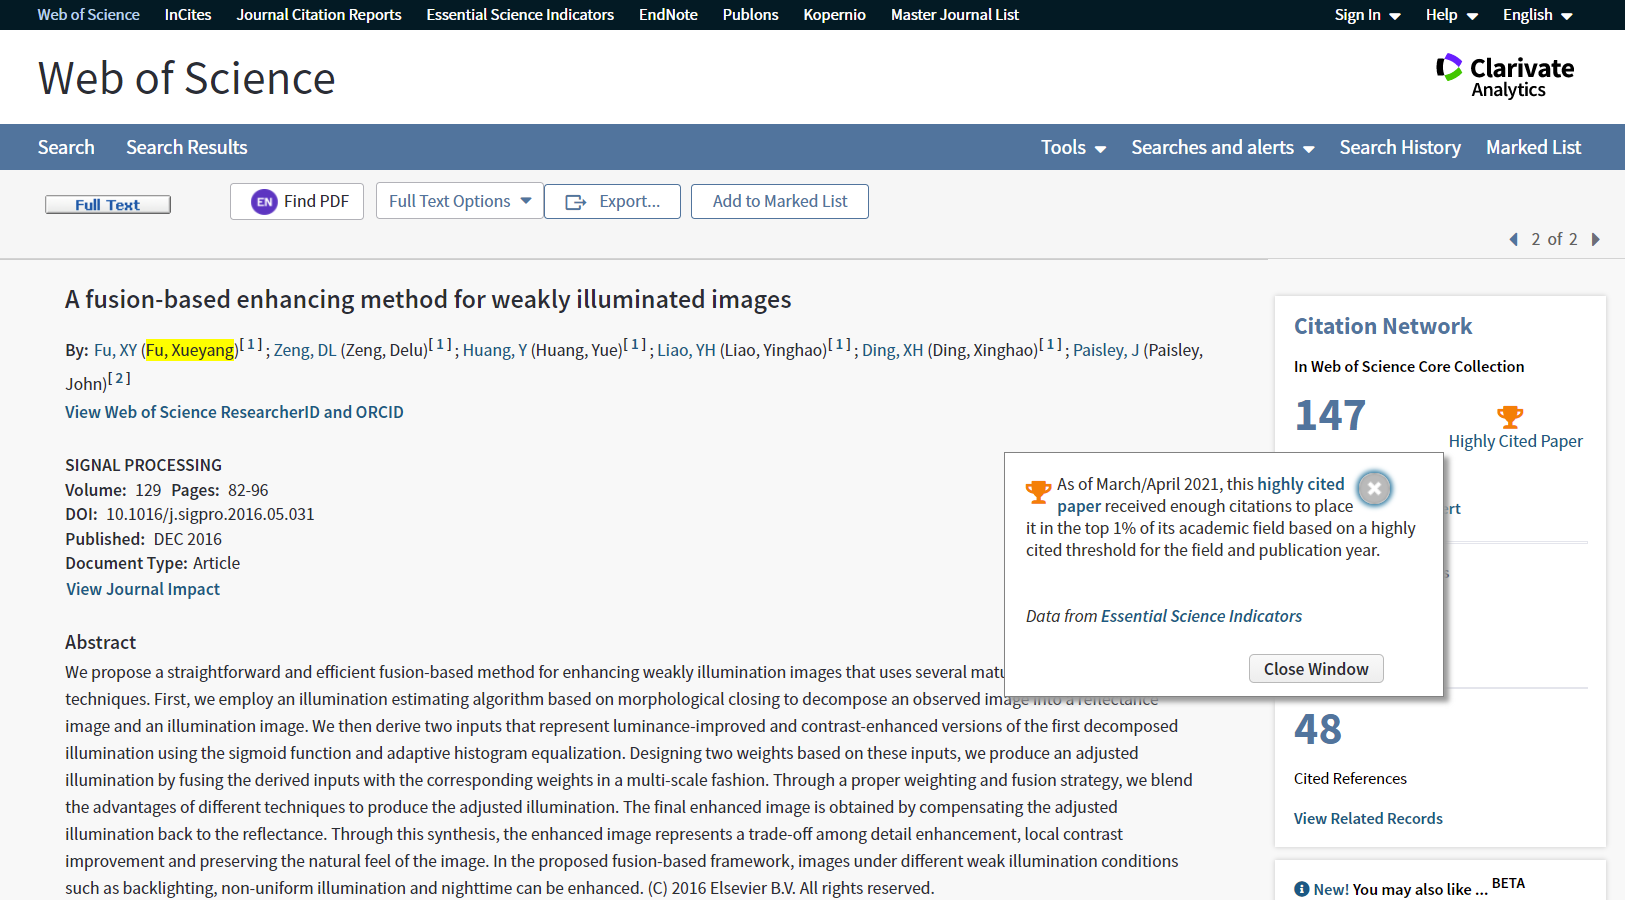 Web of Science InCites Journal Citation Reports Essential Science Indicators EndNote Publons Kopernio Master Journal List Sign In Help English
Web of Science
Clarivate
Analytics
Search Search Results Tools Searches and alerts Search History Marked List
Full Text EN Find PDF Full Text Options Export... Add to Marked List
2 of 2
A fusion-based enhancing method for weakly illuminated images
By: Fu, XY (Fu, Xueyang)[ 1 ] ; Zeng, DL (Zeng, Delu)[ 1 ] ; Huang, Y (Huang, Yue)[ 1 ] ; Liao, YH (Liao, Yinghao)[ 1 ] ; Ding, XH (Ding, Xinghao)[ 1 ] ; Paisley, J (Paisley,
John)[ 2 ]
View Web of Science ResearcherID and ORCID
SIGNAL PROCESSING
Volume: 129 Pages: 82-96
DOI: 10.1016/j.sigpro.2016.05.031
Published: DEC 2016
Document Type: Article
View Journal Impact
Abstract
We propose a straightforward and efficient fusion-based method for enhancing weakly illumination images that uses several matu
techniques. First, we employ an illumination estimating algorithm based on morphological closing to decompose an observed image into a reflectance
image and an illumination image. We then derive two inputs that represent luminance-improved and contrast-enhanced versions of the first decomposed
illumination using the sigmoid function and adaptive histogram equalization. Designing two weights based on these inputs, we produce an adjusted
illumination by fusing the derived inputs with the corresponding weights in a multi-scale fashion. Through a proper weighting and fusion strategy, we blend
the advantages of different techniques to produce the adjusted illumination. The final enhanced image is obtained by compensating the adjusted
illumination back to the reflectance. Through this synthesis, the enhanced image represents a trade-off among detail enhancement, local contrast
improvement and preserving the natural feel of the image. In the proposed fusion-based framework, images under different weak illumination conditions
such as backlighting, non-uniform illumination and nighttime can be enhanced. (C) 2016 Elsevier B.V. All rights reserved.
Citation Network
In Web of Science Core Collection
147
Highly Cited Paper
As of March/April 2021, this highly cited
paper received enough citations to place
it in the top 1% of its academic field based on a highly
cited threshold for the field and publication year.
Data from Essential Science Indicators
Close Window
rt
s
48
Cited References
View Related Records
New! You may also like ... BETA